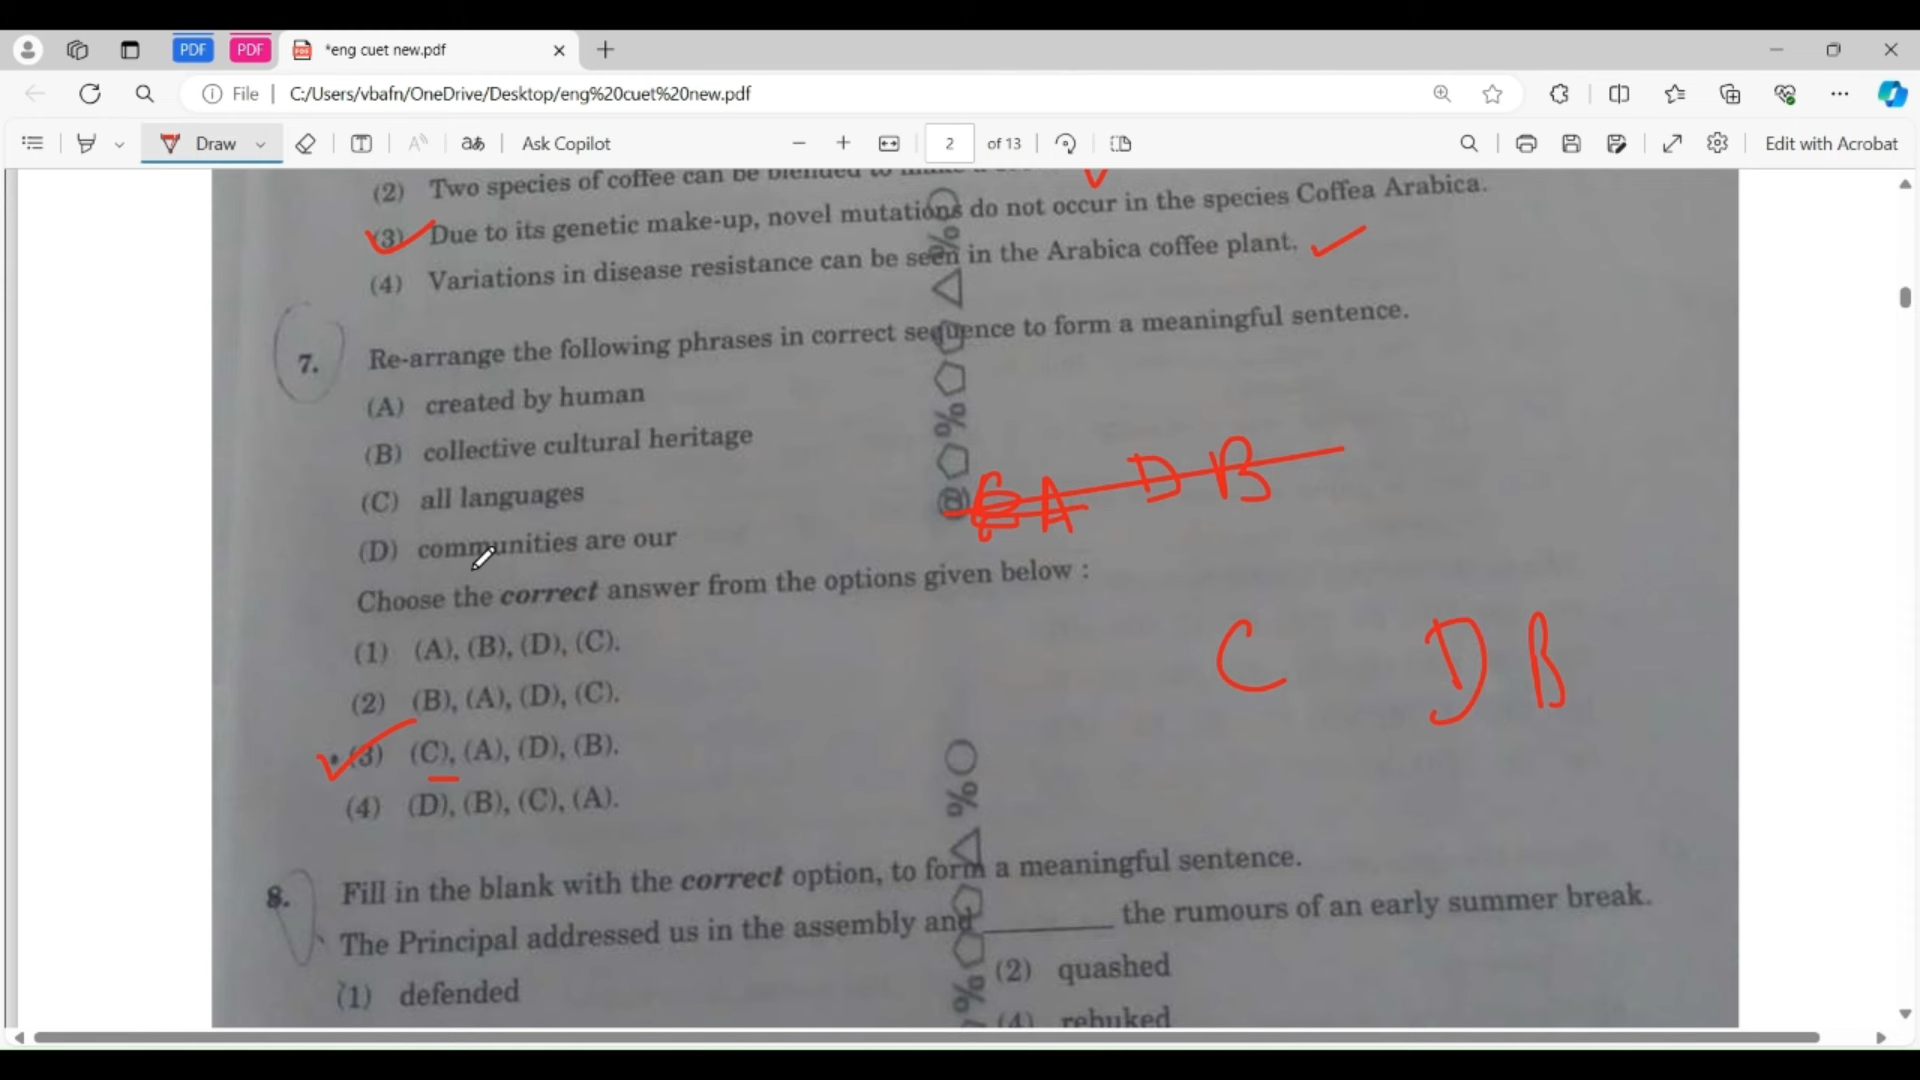 PDF PDF *eng cuet new.pdf
File C:/Users/vbafn/OneDrive/Desktop/eng%20cuet%20new.pdf
Draw Ask Copilot 2 of 13 Edit with Acrobat
(2) Two species of coffee can be blended to make a
(3) Due to its genetic make-up, novel mutations do not occur in the species Coffea Arabica.
(4) Variations in disease resistance can be seen in the Arabica coffee plant.
7. Re-arrange the following phrases in correct sequence to form a meaningful sentence.
(A) created by human
(B) collective cultural heritage
(C) all languages
(D) communities are our
A D B
Choose the correct answer from the options given below :
(1) (A), (B), (D), (C).
C D B
(2) (B), (A), (D), (C).
(3) (C), (A), (D), (B).
(4) (D), (B), (C), (A).
8. Fill in the blank with the correct option, to form a meaningful sentence.
The Principal addressed us in the assembly and ________ the rumours of an early summer break.
(1) defended (2) quashed
(4) rebuked